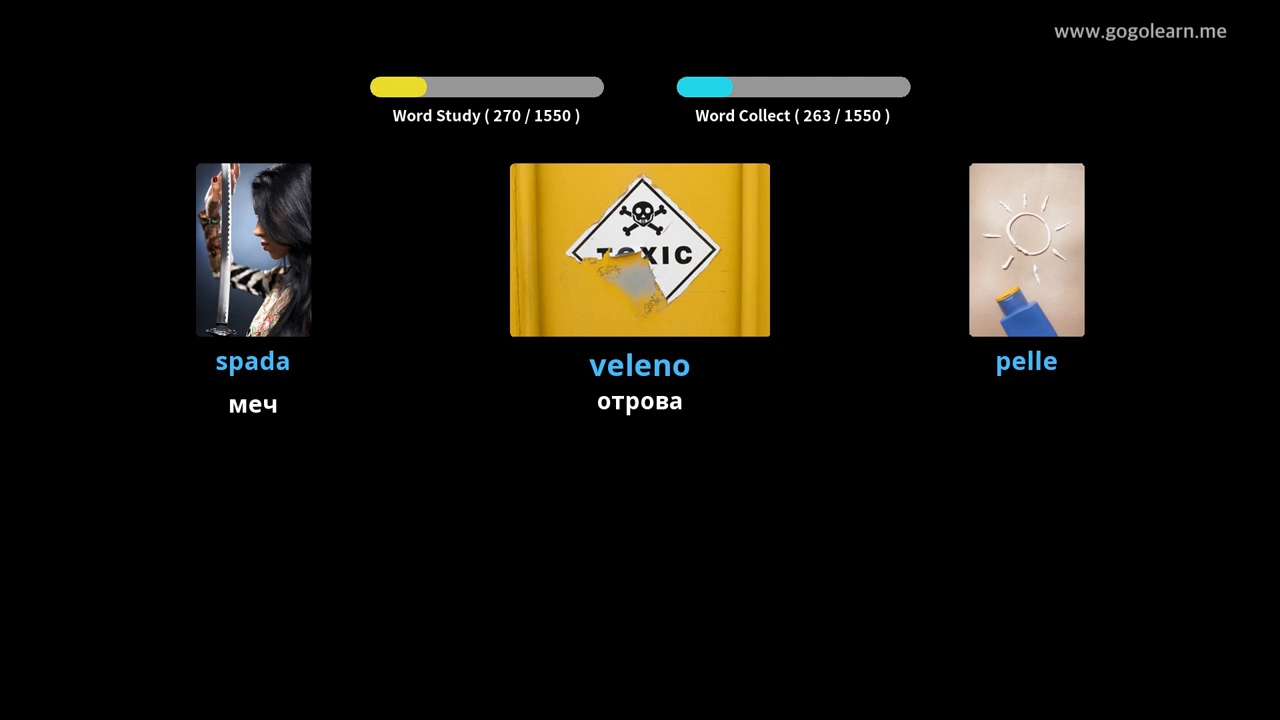 www.gogolearn.me
Word Study ( 270 / 1550 )
Word Collect ( 263 / 1550 )
TOXIC
spada
veleno
pelle
меч
отрова